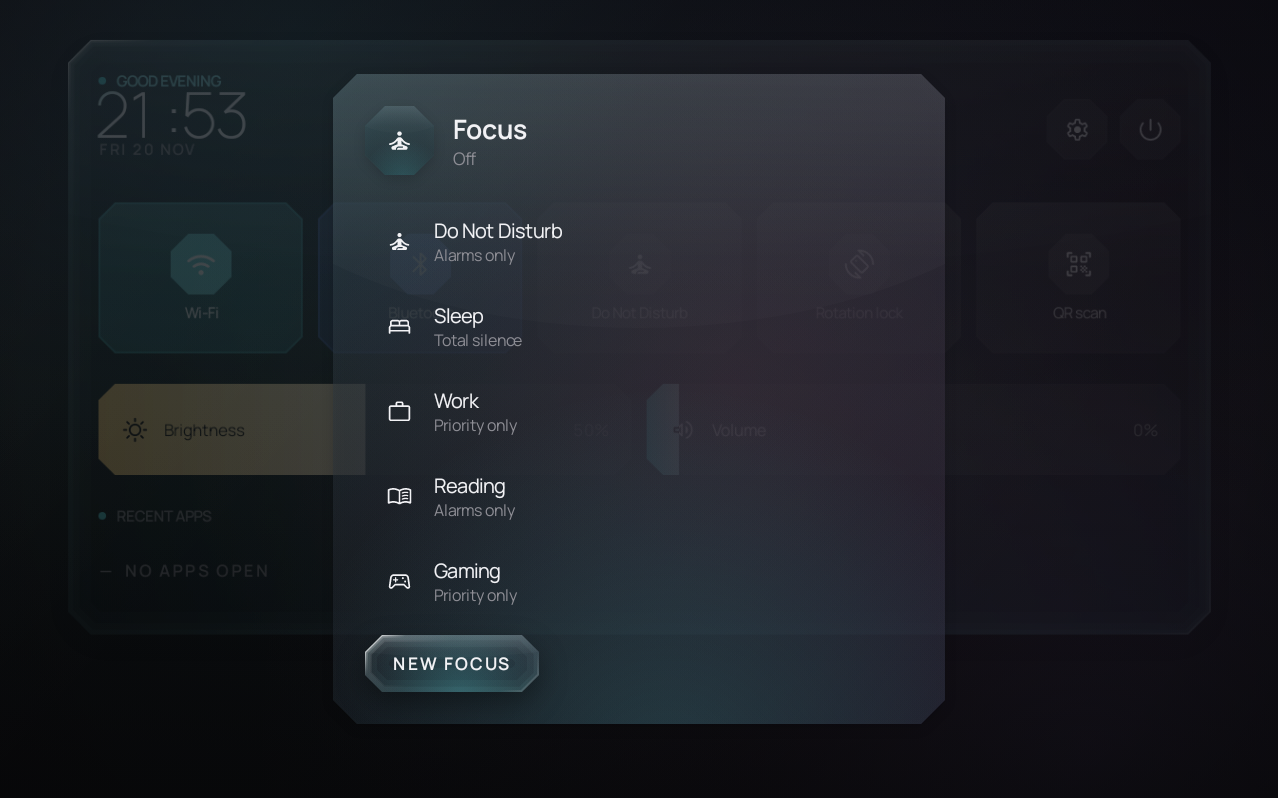 GOOD EVENING
21 :53
FRI 20 NOV
Focus
Off
Do Not Disturb
Alarms only
Sleep
Total silence
Work
Priority only
Reading
Alarms only
Gaming
Priority only
NEW FOCUS
Wi-Fi
Do Not Disturb
Rotation lock
QR scan
Brightness
Volume
0%
RECENT APPS
NO APPS OPEN